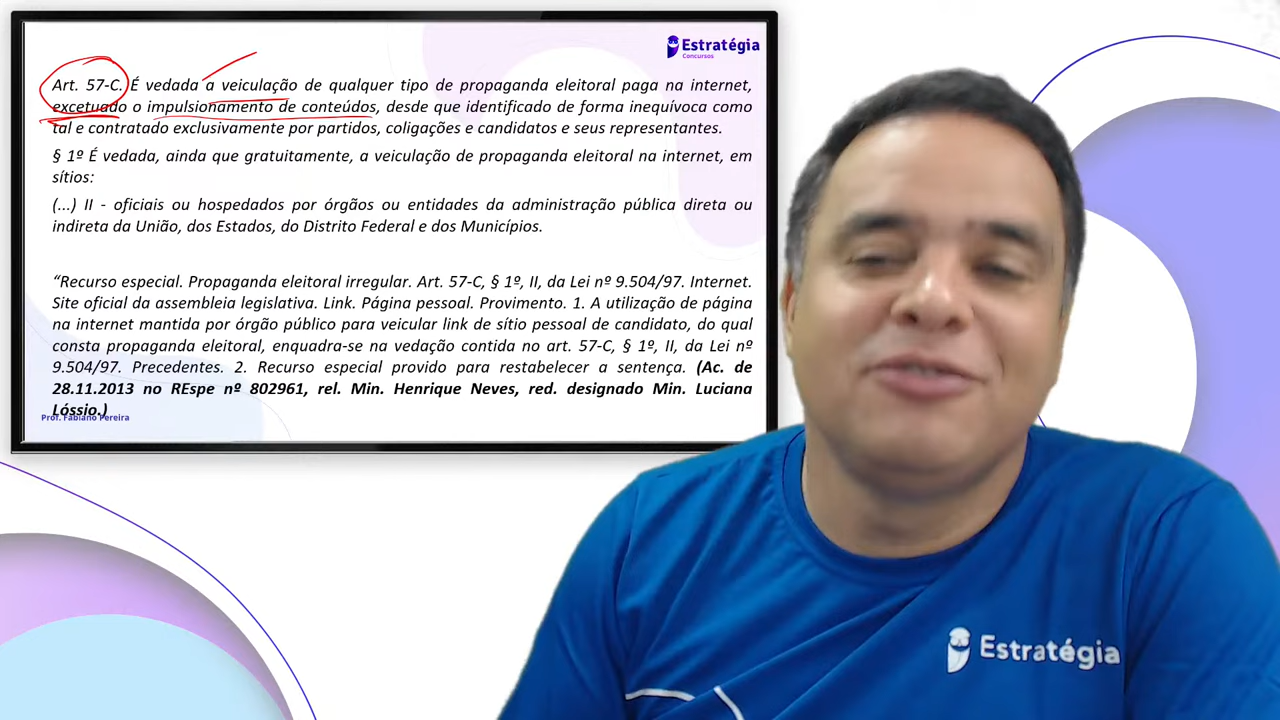 Estratégia
Concursos
Art. 57-C. É vedada a veiculação de qualquer tipo de propaganda eleitoral paga na internet,
excetuado o impulsionamento de conteúdos, desde que identificado de forma inequívoca como
tal e contratado exclusivamente por partidos, coligações e candidatos e seus representantes.
§ 1º É vedada, ainda que gratuitamente, a veiculação de propaganda eleitoral na internet, em
sítios:
(...) II - oficiais ou hospedados por órgãos ou entidades da administração pública direta ou
indireta da União, dos Estados, do Distrito Federal e dos Municípios.
“Recurso especial. Propaganda eleitoral irregular. Art. 57-C, § 1º, II, da Lei nº 9.504/97. Internet.
Site oficial da assembleia legislativa. Link. Página pessoal. Provimento. 1. A utilização de página
na internet mantida por órgão público para veicular link de sítio pessoal de candidato, do qual
consta propaganda eleitoral, enquadra-se na vedação contida no art. 57-C, § 1º, II, da Lei nº
9.504/97. Precedentes. 2. Recurso especial provido para restabelecer a sentença. (Ac. de
28.11.2013 no REspe nº 802961, rel. Min. Henrique Neves, red. designado Min. Luciana
Lóssio.)
Prof. Fabiano Pereira
Estratégia